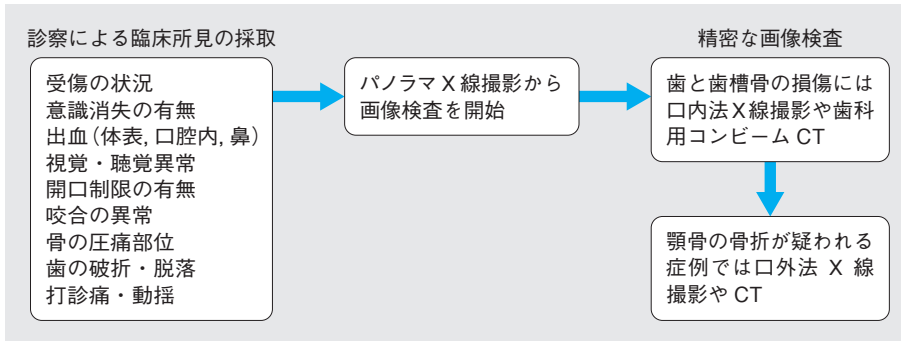 診察による臨床所見の採取
受傷の状況
意識消失の有無
出血(体表, 口腔内, 鼻)
視覚・聴覚異常
開口制限の有無
咬合の異常
骨の圧痛部位
歯の破折・脱落
打診痛・動揺
パノラマ X 線撮影から
画像検査を開始
精密な画像検査
歯と歯槽骨の損傷には
口内法 X 線撮影や歯科
用コンビーム CT
顎骨の骨折が疑われる
症例では口外法 X 線
撮影や CT